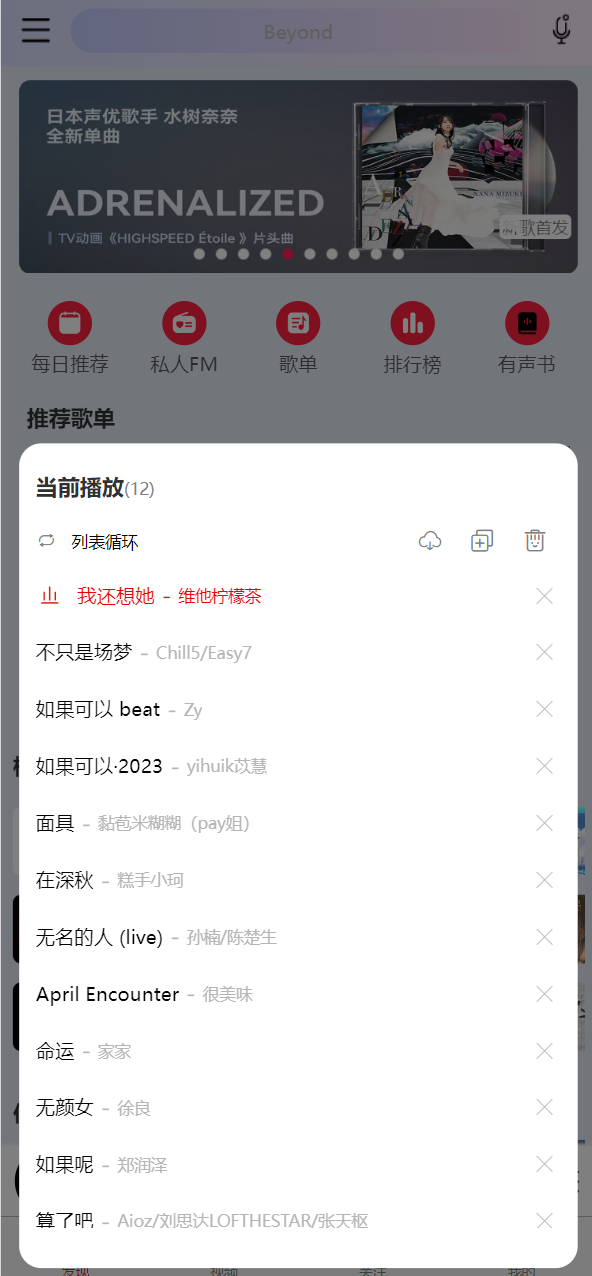 Beyond
日本声优歌手 水树奈奈
全新单曲
ADRENALIZED
TV动画《HIGHSPEED Étoile 》片头曲
NANA MIZUKI
新歌首发
每日推荐 私人FM 歌单 排行榜 有声书
推荐歌单
当前播放(12)
列表循环
我还想她 - 维他柠檬茶
不只是场梦 - Chill5/Easy7
如果可以 beat - Zy
如果可以·2023 - yihuik苡慧
面具 - 黏苞米糊糊（pay姐）
在深秋 - 糕手小珂
无名的人 (live) - 孙楠/陈楚生
April Encounter - 很美味
命运 - 家家
无颜女 - 徐良
如果呢 - 郑润泽
算了吧 - Aioz/刘思达LOFTHESTAR/张天枢
发现 视频 关注 我的